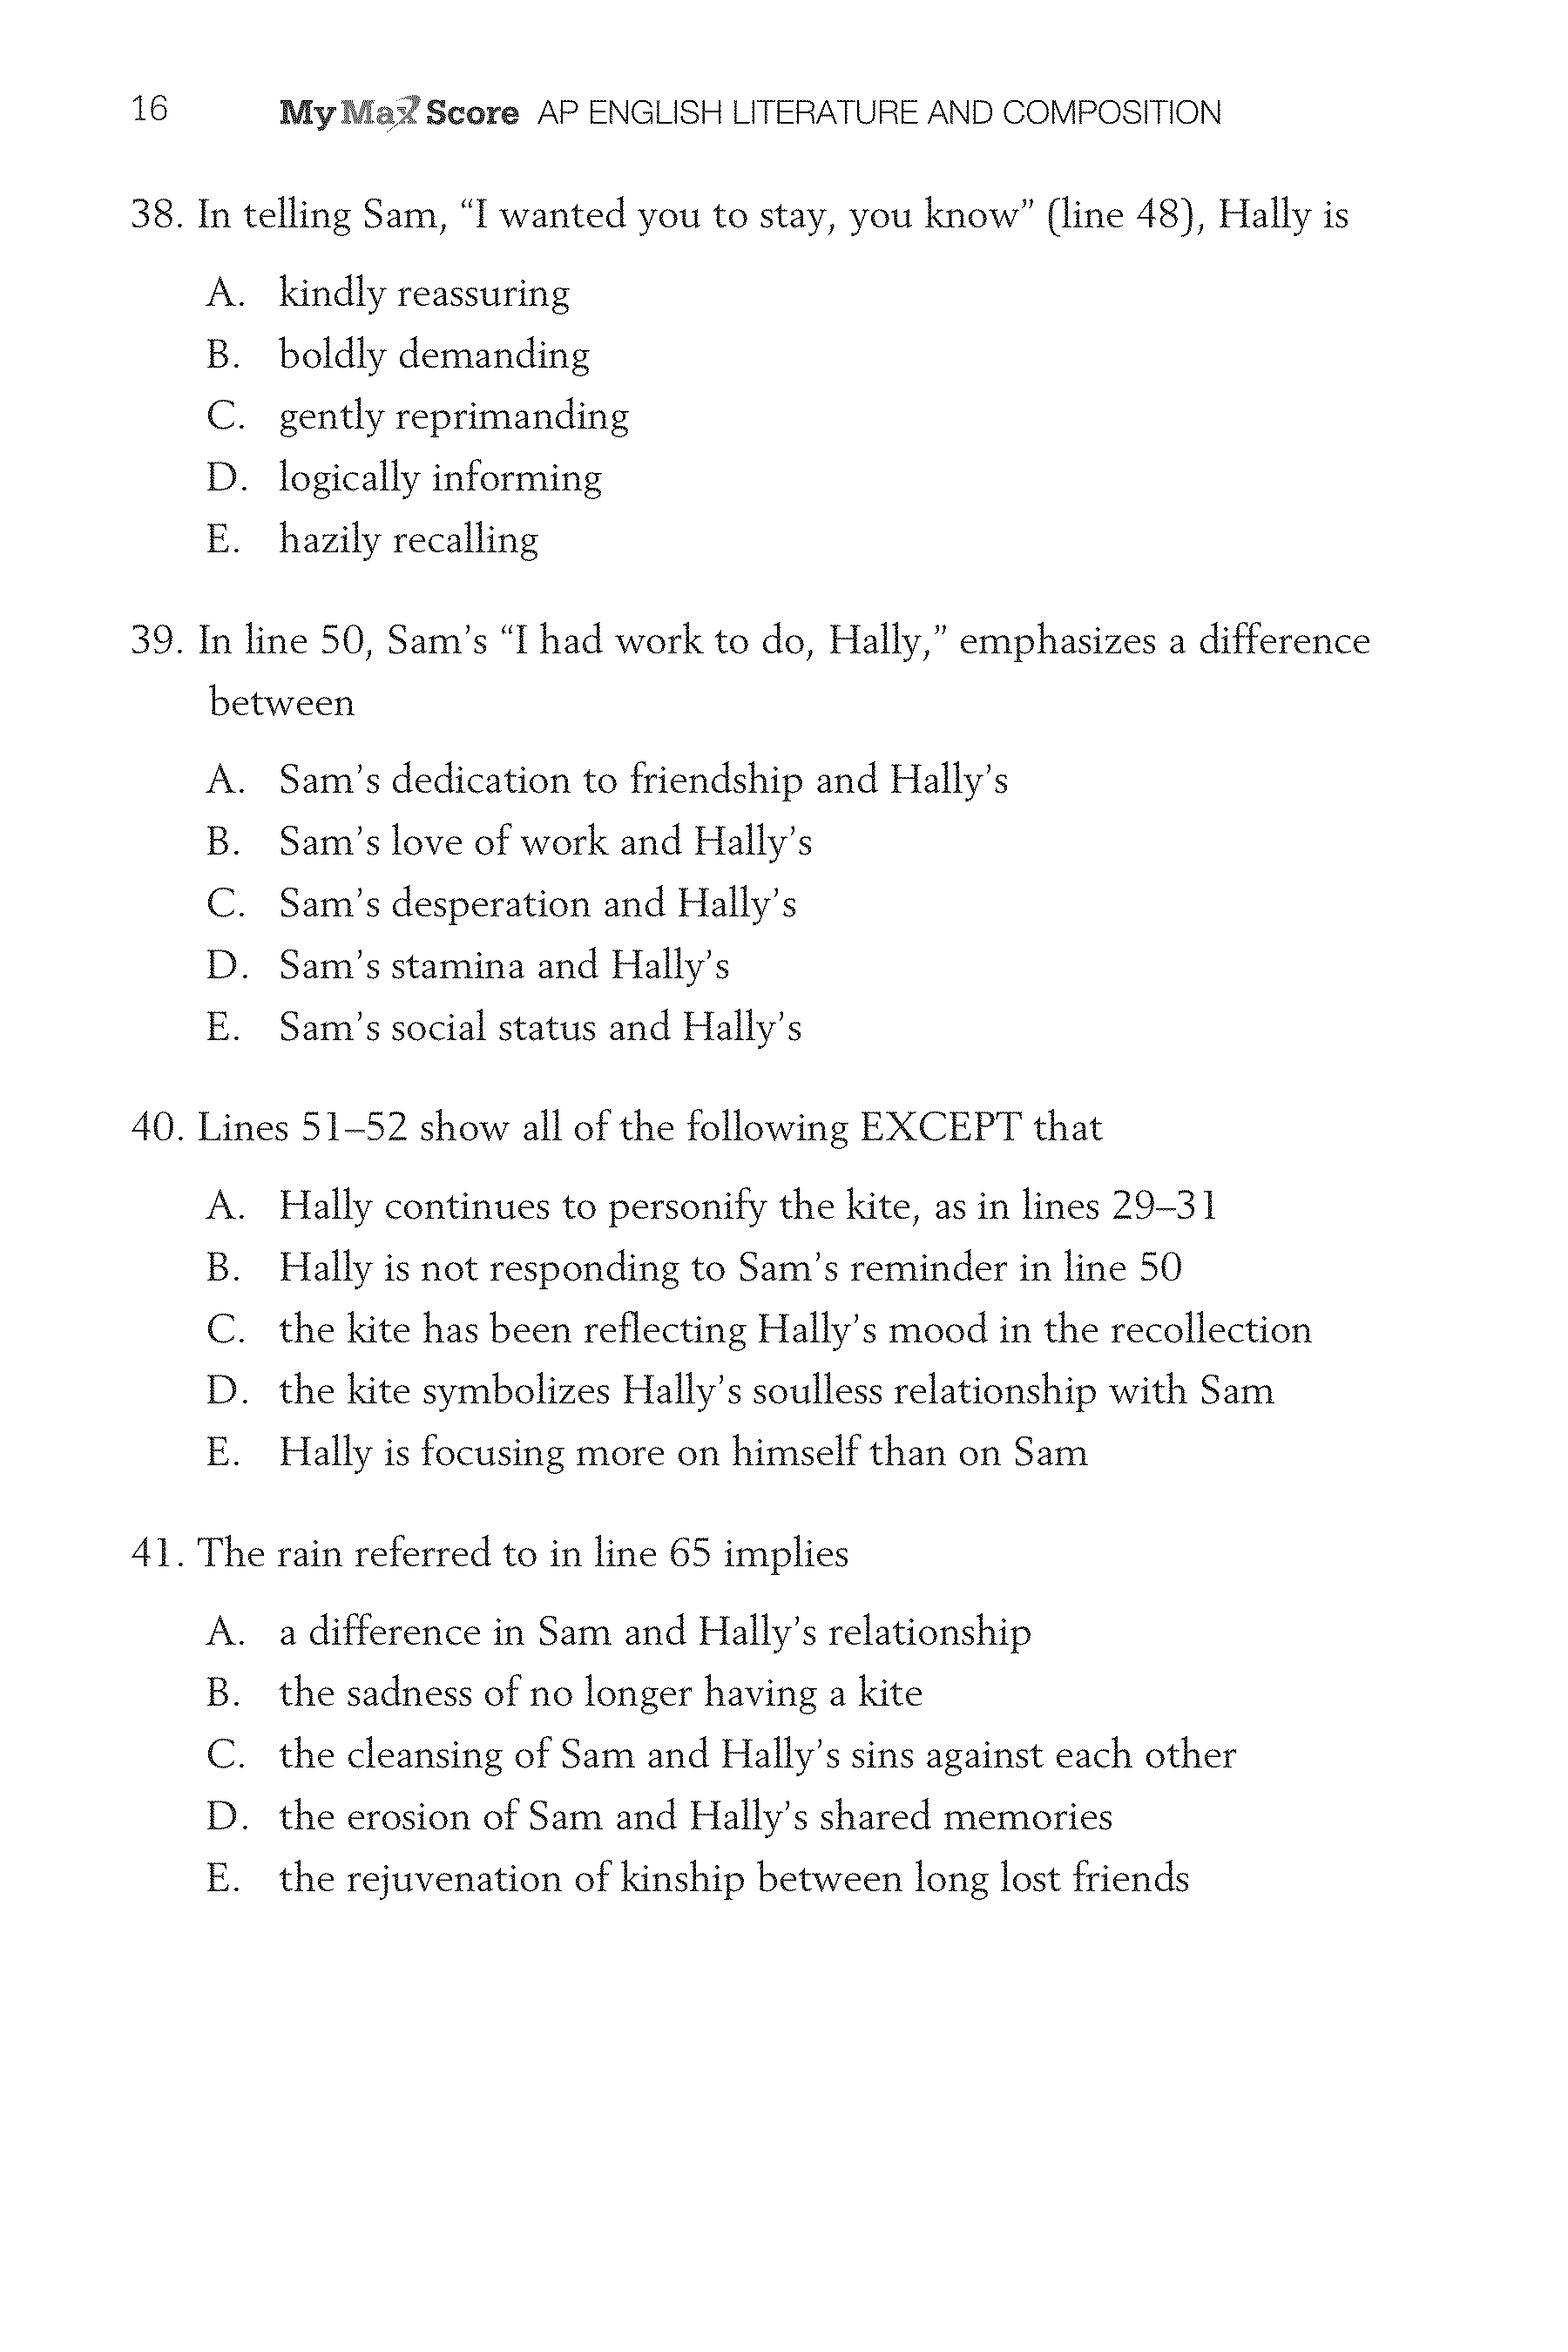 16 My Max Score AP ENGLISH LITERATURE AND COMPOSITION
38. In telling Sam, “I wanted you to stay, you know” (line 48), Hally is
A. kindly reassuring
B. boldly demanding
C. gently reprimanding
D. logically informing
E. hazily recalling
39. In line 50, Sam’s “I had work to do, Hally,” emphasizes a difference
between
A. Sam’s dedication to friendship and Hally’s
B. Sam’s love of work and Hally’s
C. Sam’s desperation and Hally’s
D. Sam’s stamina and Hally’s
E. Sam’s social status and Hally’s
40. Lines 51–52 show all of the following EXCEPT that
A. Hally continues to personify the kite, as in lines 29–31
B. Hally is not responding to Sam’s reminder in line 50
C. the kite has been reflecting Hally’s mood in the recollection
D. the kite symbolizes Hally’s soulless relationship with Sam
E. Hally is focusing more on himself than on Sam
41. The rain referred to in line 65 implies
A. a difference in Sam and Hally’s relationship
B. the sadness of no longer having a kite
C. the cleansing of Sam and Hally’s sins against each other
D. the erosion of Sam and Hally’s shared memories
E. the rejuvenation of kinship between long lost friends